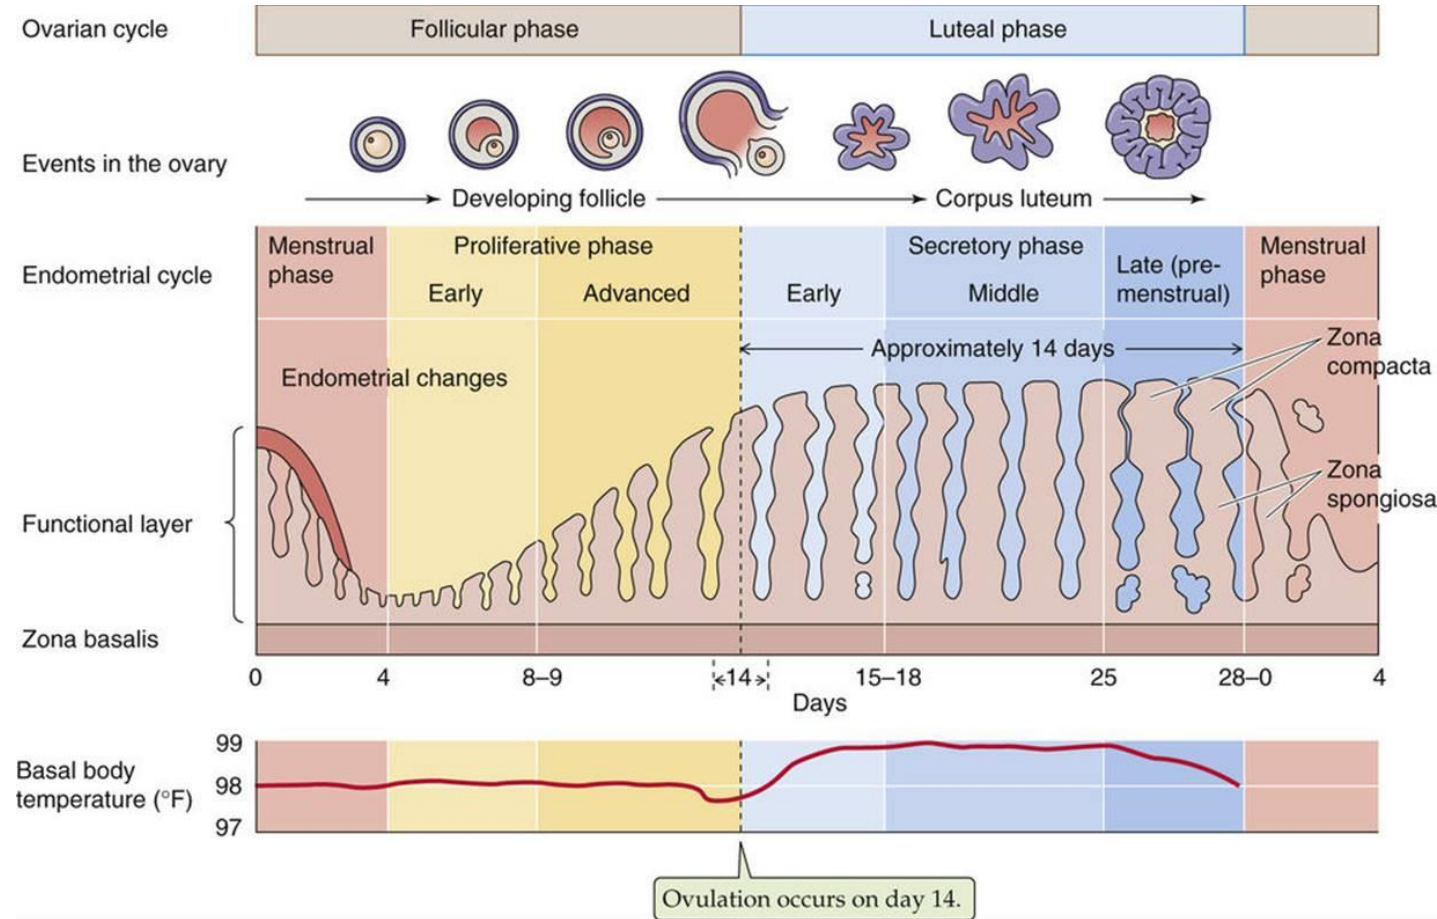 Ovarian cycle
Follicular phase
Luteal phase
Events in the ovary
Developing follicle
Corpus luteum
Endometrial cycle
Menstrual
phase
Proliferative phase
Early
Advanced
Secretory phase
Early
Middle
Late (pre-
menstrual)
Menstrual
phase
Approximately 14 days
Zona
compacta
Endometrial changes
Zona
spongiosa
Functional layer
Zona basalis
0
4
8–9
14
15–18
25
28–0
4
Days
Basal body
temperature (°F)
99
98
97
Ovulation occurs on day 14.